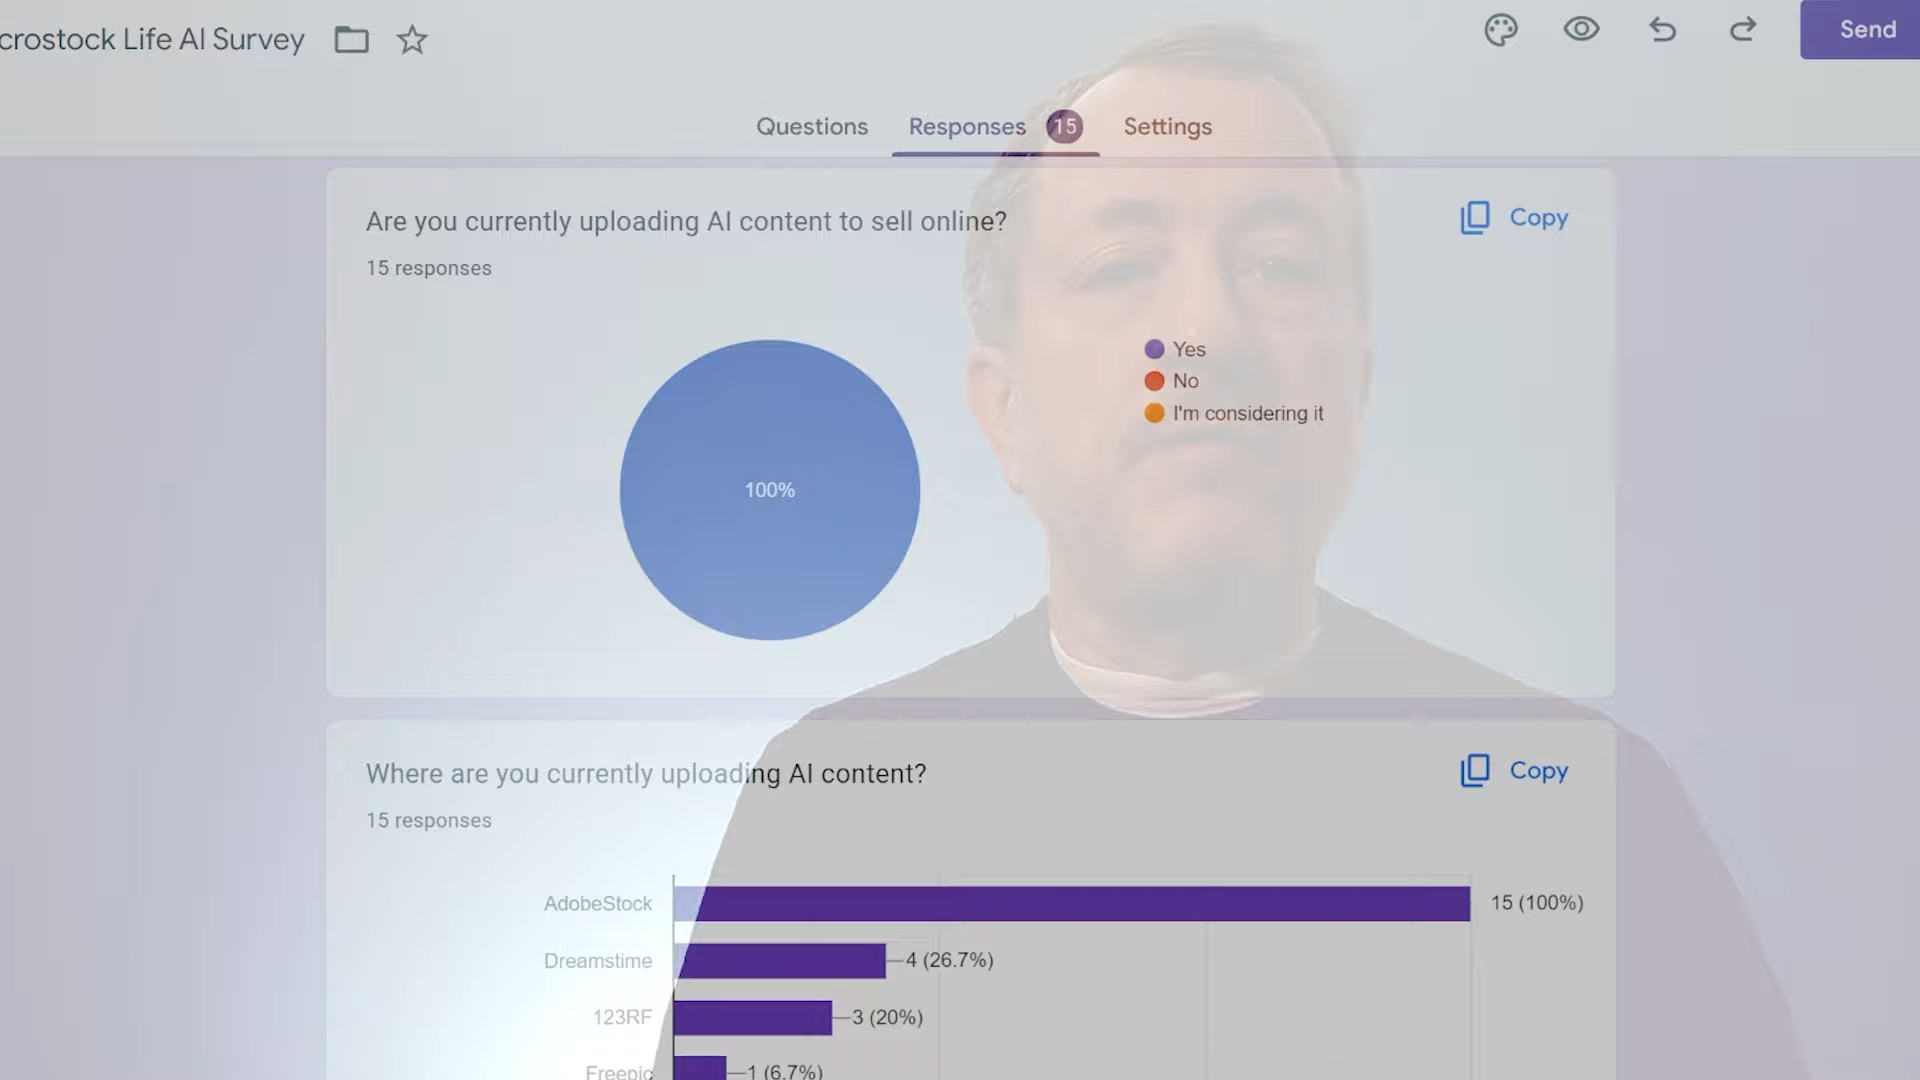 crostock Life AI Survey
Send
Questions
Responses 15
Settings
Are you currently uploading AI content to sell online?
Copy
15 responses
100%
Yes
No
I'm considering it
Where are you currently uploading AI content?
Copy
15 responses
AdobeStock
15 (100%)
Dreamstime
4 (26.7%)
123RF
3 (20%)
Freepic
1 (6.7%)